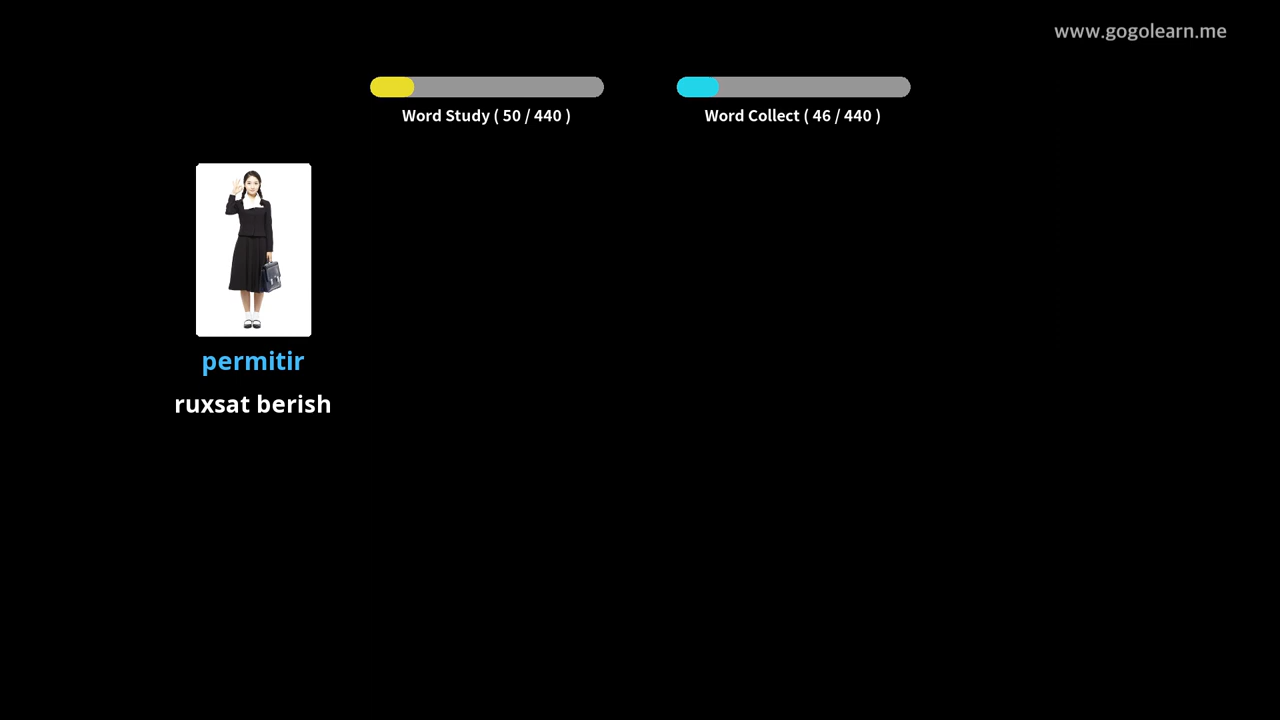 www.gogolearn.me
Word Study ( 50 / 440 )
Word Collect ( 46 / 440 )
permitir
ruxsat berish